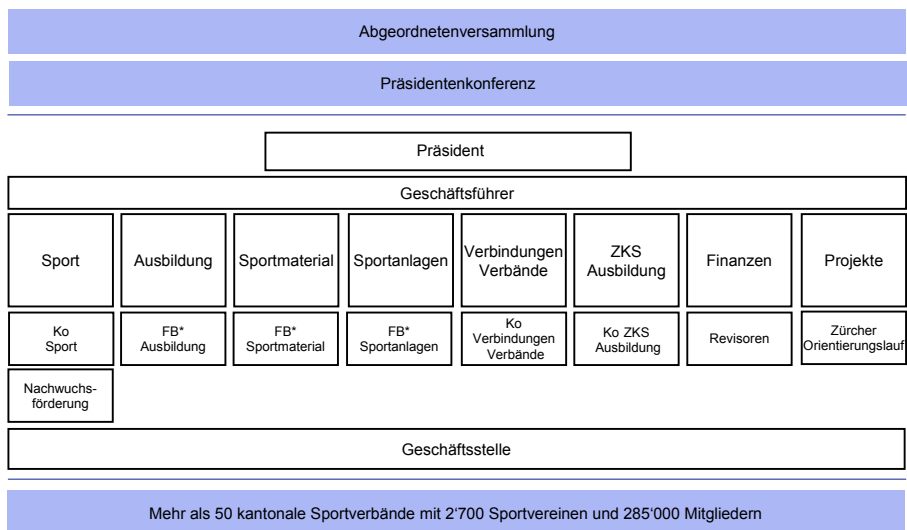 Abgeordnetenversammlung
Präsidentenkonferenz
Präsident
Geschäftsführer
Sport
Ausbildung
Sportmaterial
Sportanlagen
Verbindungen
Verbände
ZKS
Ausbildung
Finanzen
Projekte
Ko
Sport
FB*
Ausbildung
FB*
Sportmaterial
FB*
Sportanlagen
Ko
Verbindungen
Verbände
Ko ZKS
Ausbildung
Revisoren
Zürcher
Orientierungslauf
Nachwuchs-
förderung
Geschäftsstelle
Mehr als 50 kantonale Sportverbände mit 2‘700 Sportvereinen und 285‘000 Mitgliedern